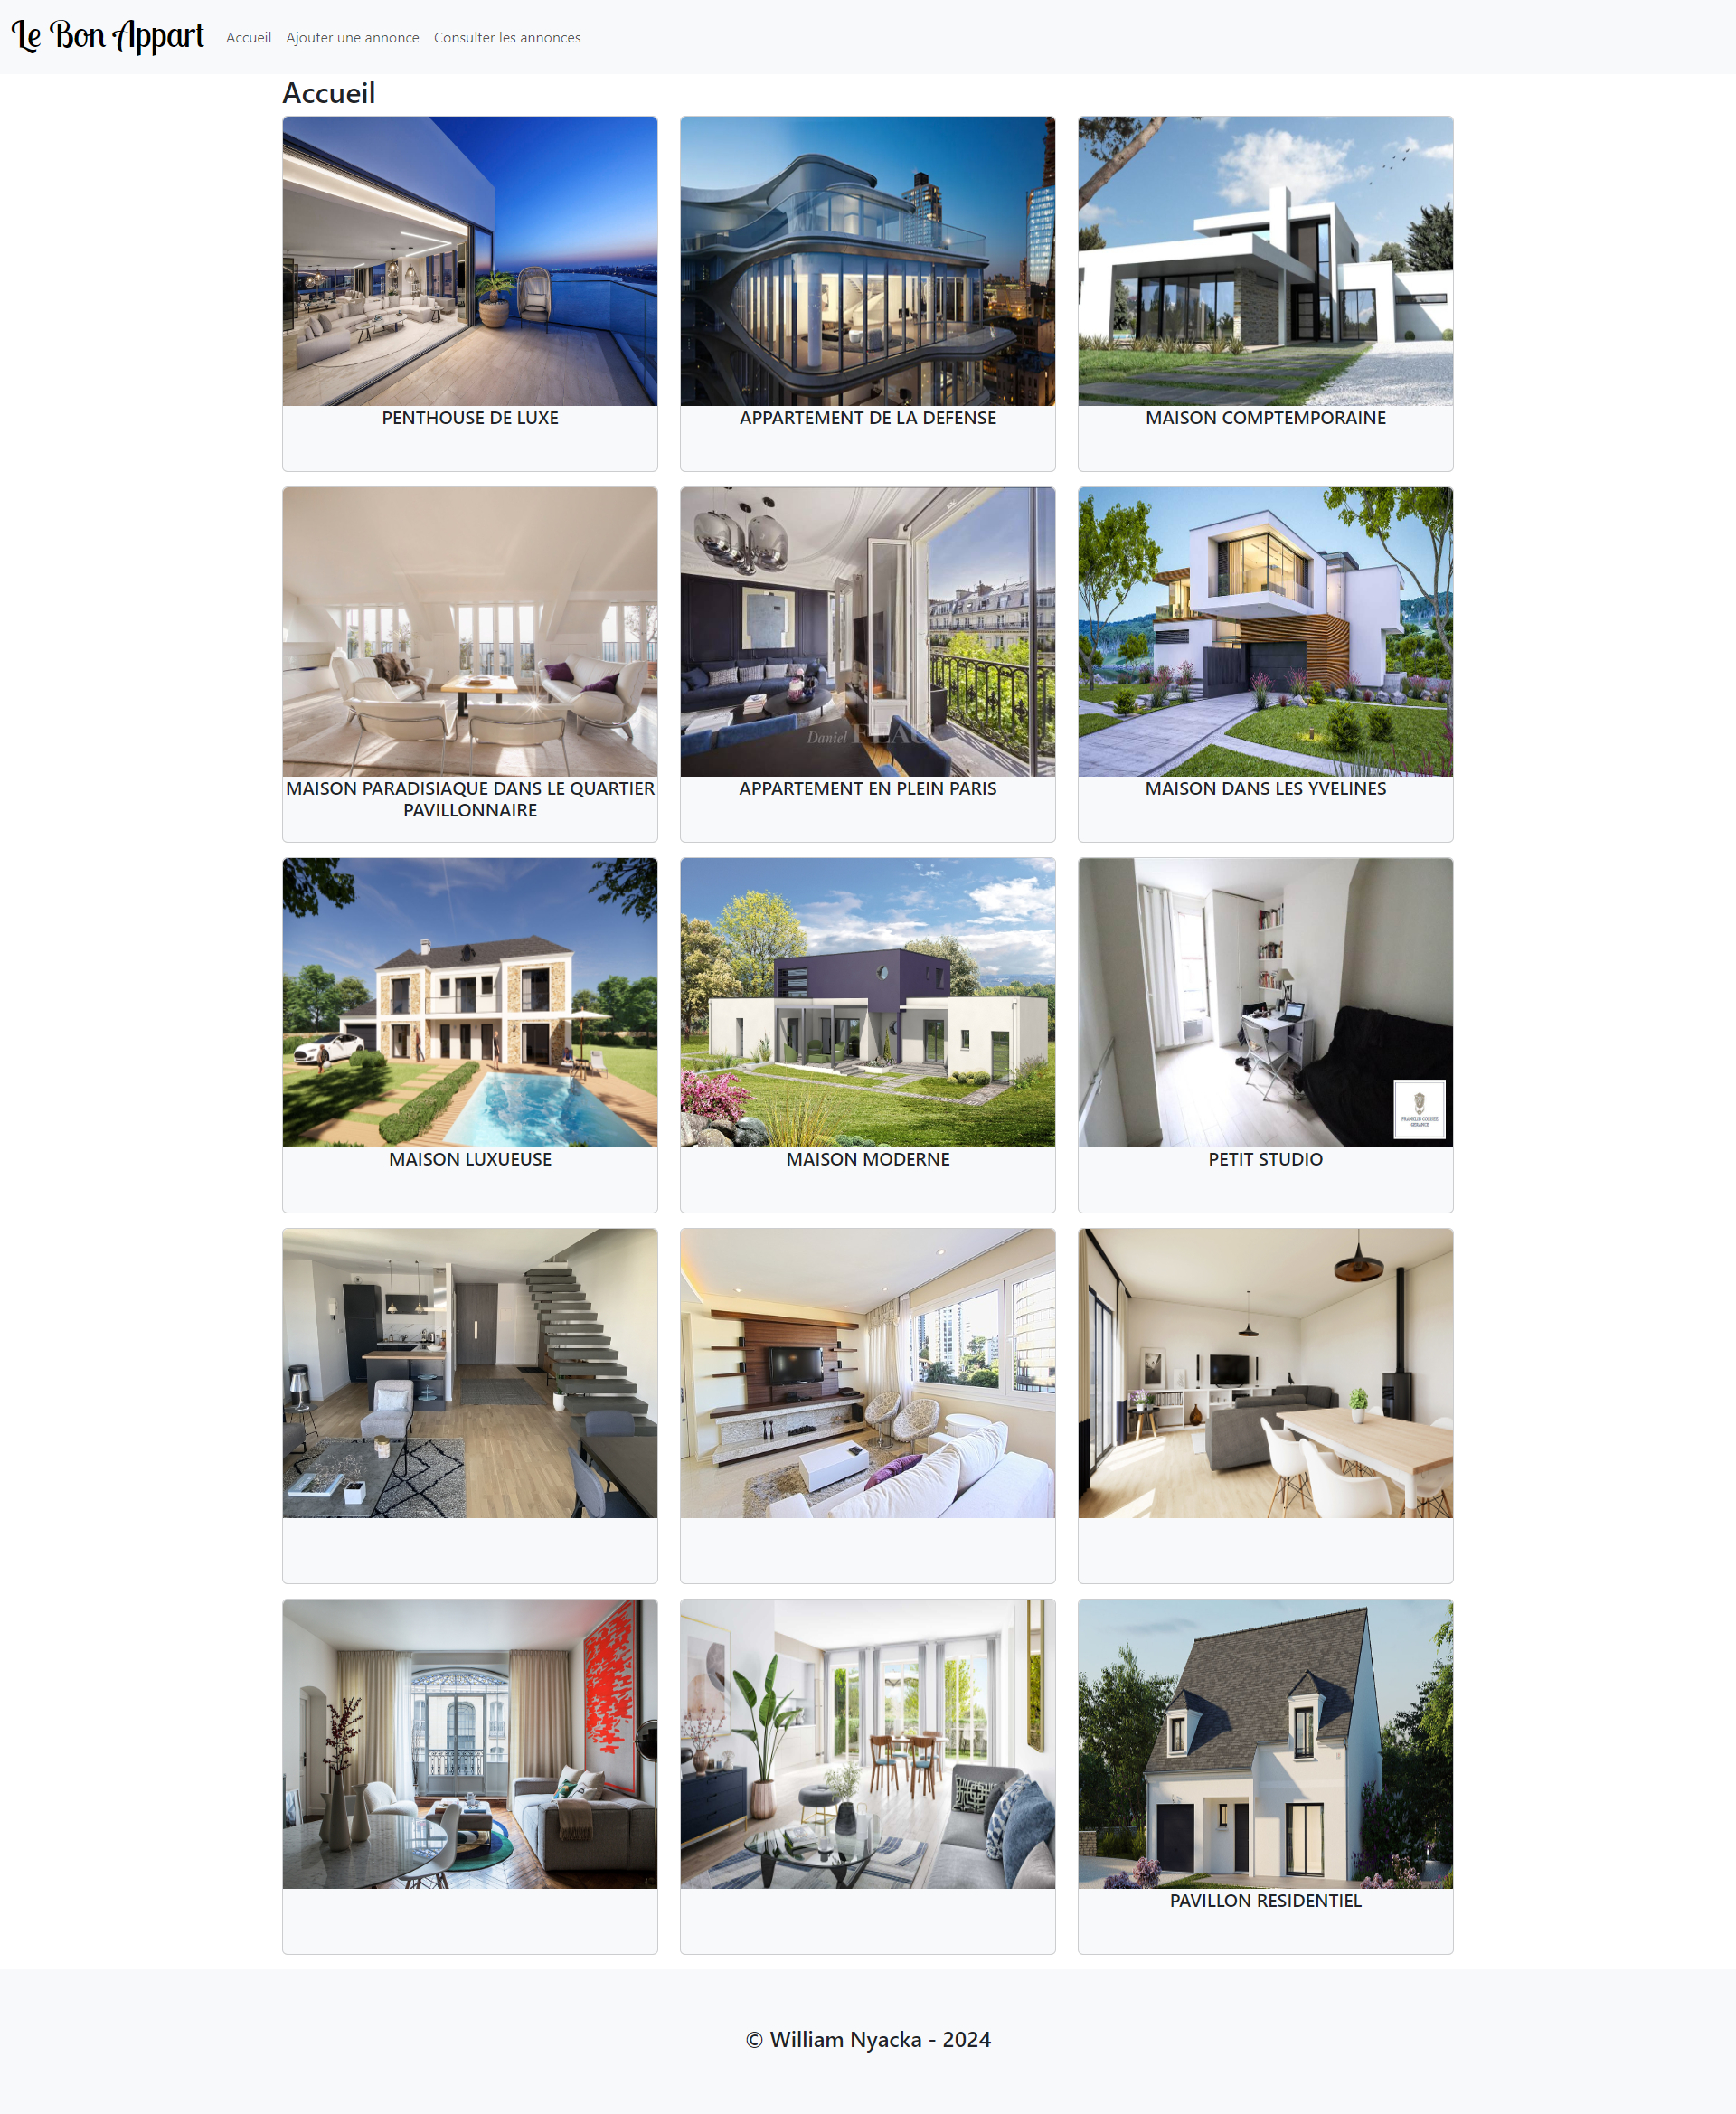 Le Bon Appart
Accueil
Ajouter une annonce
Consulter les annonces
Accueil
PENTHOUSE DE LUXE
APPARTEMENT DE LA DEFENSE
MAISON COMPTEMPORAINE
MAISON PARADISIAQUE DANS LE QUARTIER
PAVILLONNAIRE
Daniel FEAU
APPARTEMENT EN PLEIN PARIS
MAISON DANS LES YVELINES
MAISON LUXUEUSE
MAISON MODERNE
PETIT STUDIO
PAVILLON RESIDENTIEL
© William Nyacka - 2024